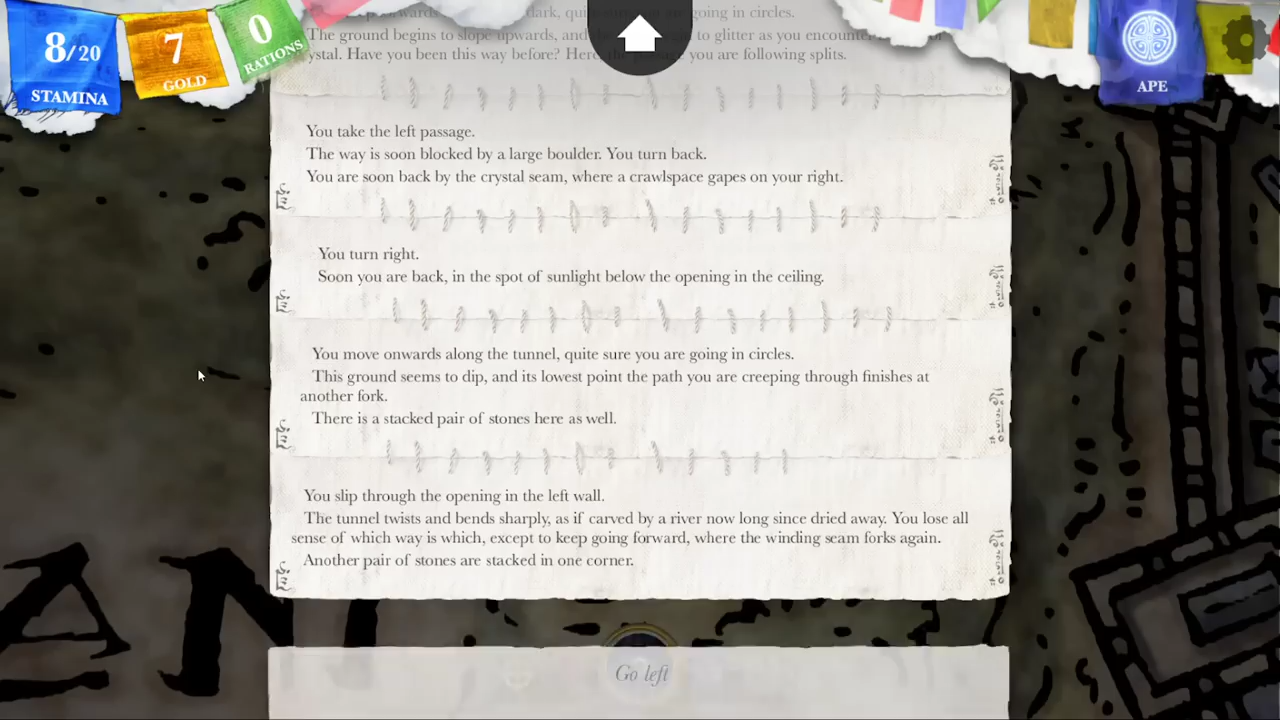 8/20
STAMINA
7
GOLD
0
RATIONS
APE
dark, going in circles.
The ground begins to slope upwards, and to glitter as you
Have you been this way before? you are following splits.
You take the left passage.
The way is soon blocked by a large boulder. You turn back.
You are soon back by the crystal seam, where a crawlspace gapes on your right.
You turn right.
Soon you are back, in the spot of sunlight below the opening in the ceiling.
You move onwards along the tunnel, quite sure you are going in circles.
This ground seems to dip, and its lowest point the path you are creeping through finishes at
another fork.
There is a stacked pair of stones here as well.
You slip through the opening in the left wall.
The tunnel twists and bends sharply, as if carved by a river now long since dried away. You lose all
sense of which way is which, except to keep going forward, where the winding seam forks again.
Another pair of stones are stacked in one corner.
Go left